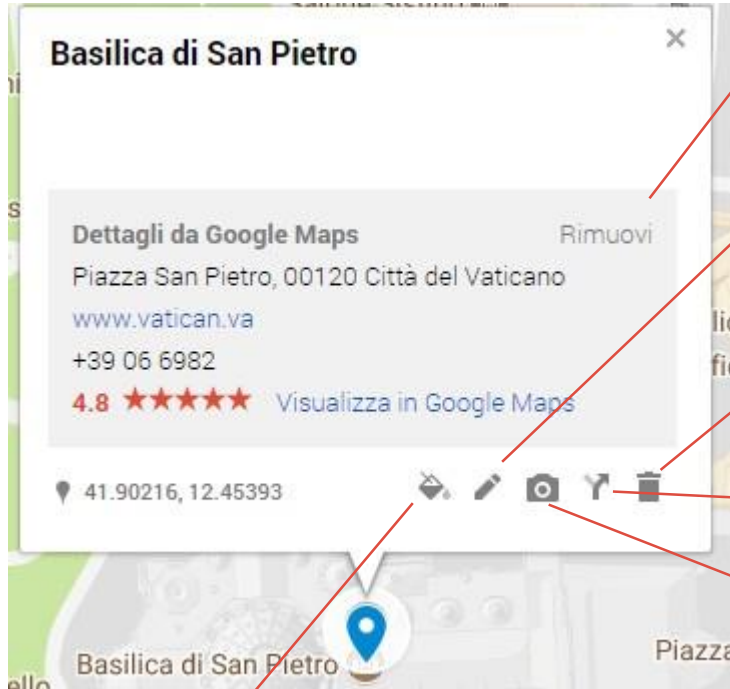 Basilica di San Pietro
×
Dettagli da Google Maps Rimuovi
Piazza San Pietro, 00120 Città del Vaticano
www.vatican.va
+39 06 6982
4.8 ★★★★★ Visualizza in Google Maps
41.90216, 12.45393
Basilica di San Pietro
Piazza